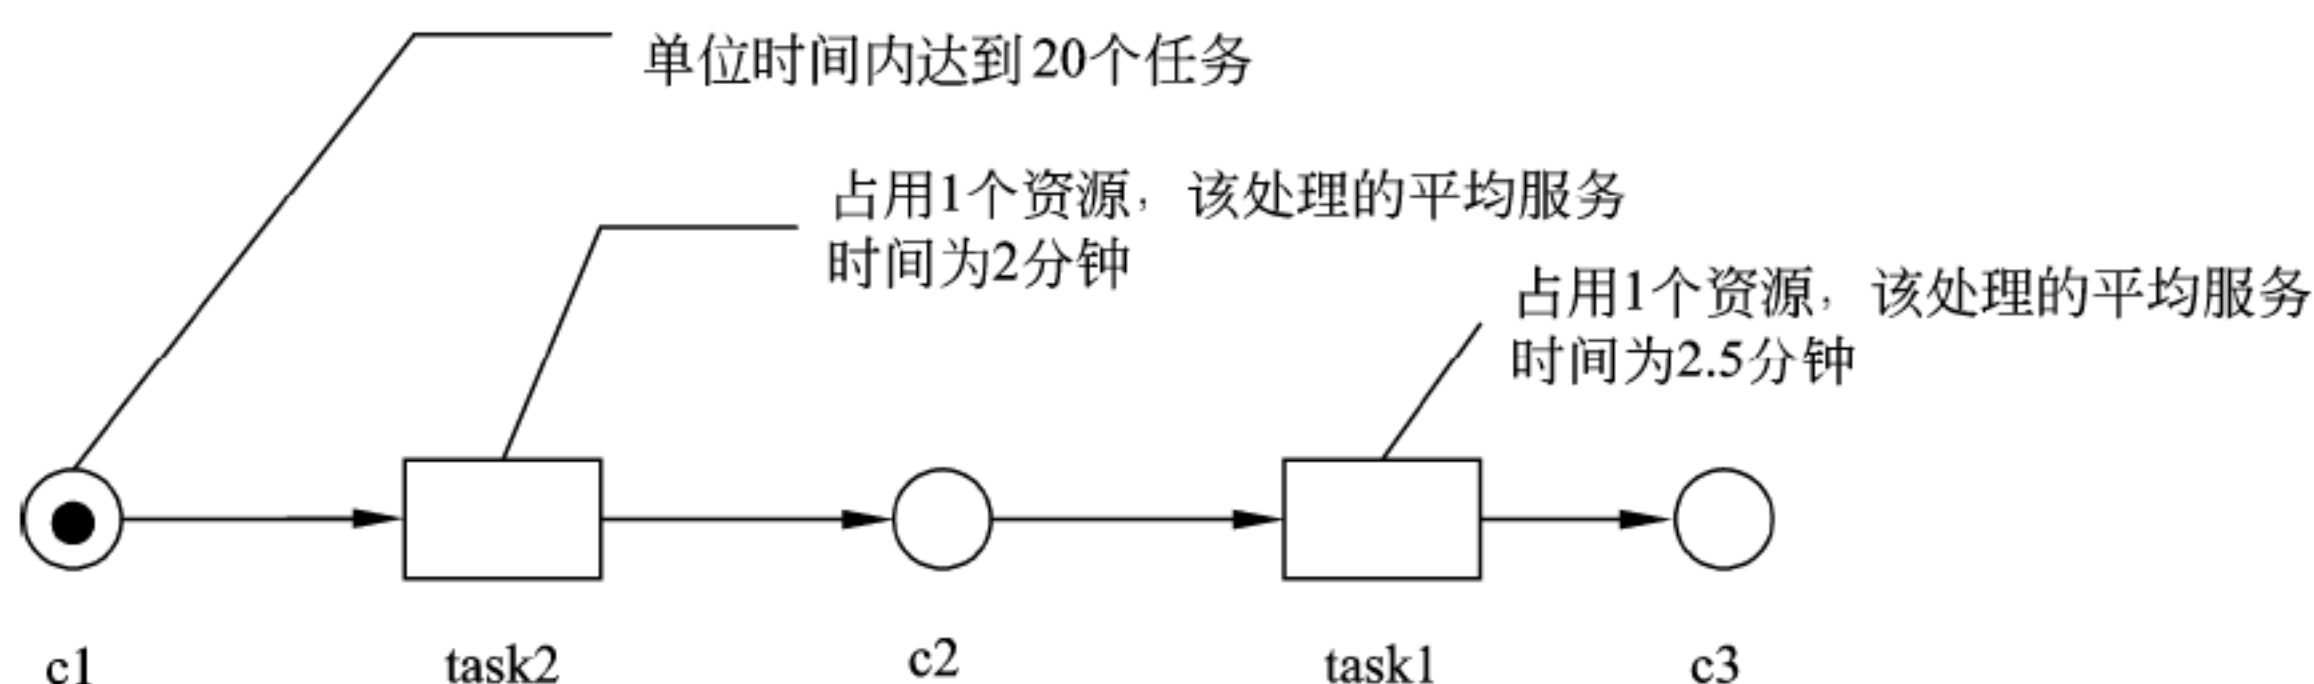 单位时间内达到20个任务
占用1个资源，该处理的平均服务
时间为2分钟
占用1个资源，该处理的平均服务
时间为2.5分钟
c1
task2
c2
task1
c3